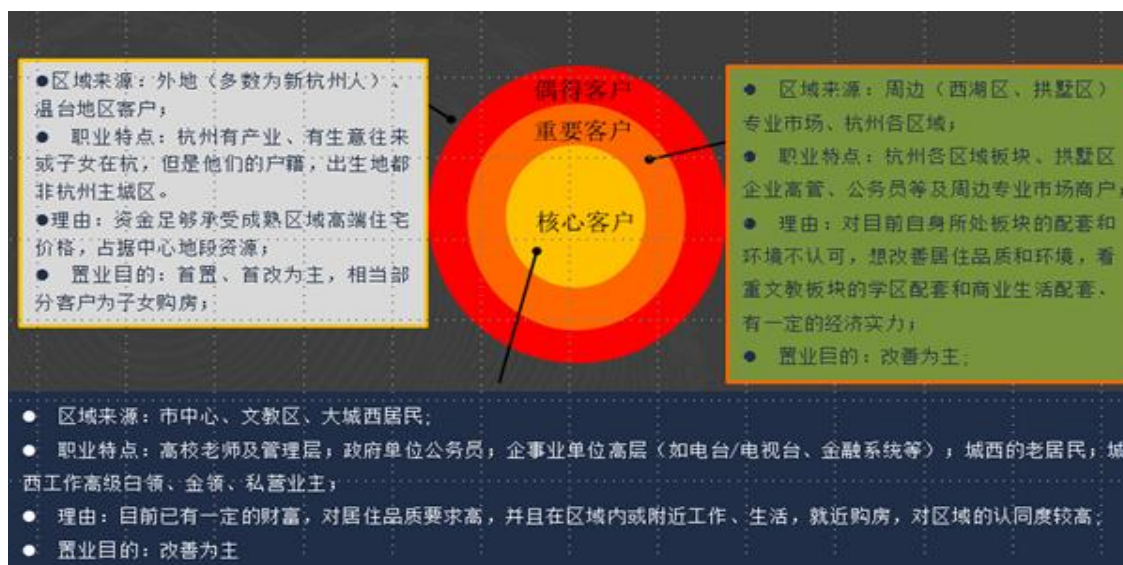 ●区域来源：外地（多数为新杭州人）、
温台地区客户；
● 职业特点：杭州有产业、有生意往来
或子女在杭，但是他们的户籍，出生地都
非杭州主城区。
●理由：资金足够承受成熟区域高端住宅
价格，占据中心地段资源；
● 置业目的：首置、首改为主，相当部
分客户为子女购房；
偶得客户
重要客户
核心客户
● 区域来源：周边（西湖区、拱墅区）
专业市场、杭州各区域；
● 职业特点：杭州各区域板块、拱墅区
企业高管、公务员等及周边专业市场商户；
● 理由：对目前自身所处板块的配套和
环境不认可，想改善居住品质和环境，看
重文教板块的学区配套和商业生活配套、
有一定的经济实力；
● 置业目的：改善为主；
● 区域来源：市中心、文教区、大城西居民；
● 职业特点：高校老师及管理层；政府单位公务员；企事业单位高层（如电台/电视台、金融系统等）；城西的老居民；城
西工作高级白领、金领、私营业主；
● 理由：目前已有一定的财富，对居住品质要求高，并且在区域内或附近工作、生活，就近购房，对区域的认同度较高；
● 置业目的：改善为主